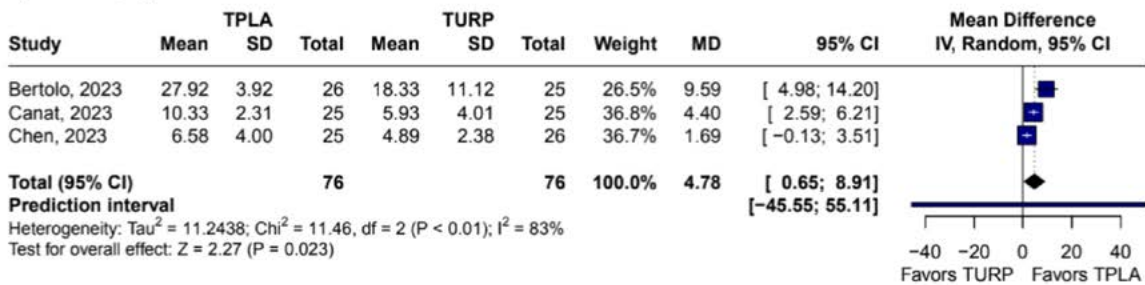 TPLA TURP Mean Difference
Study Mean SD Total Mean SD Total Weight MD 95% CI IV, Random, 95% CI
Bertolo, 2023 27.92 3.92 26 18.33 11.12 25 26.5% 9.59 [ 4.98; 14.20]
Canat, 2023 10.33 2.31 25 5.93 4.01 25 36.8% 4.40 [ 2.59; 6.21]
Chen, 2023 6.58 4.00 25 4.89 2.38 26 36.7% 1.69 [−0.13; 3.51]
Total (95% CI) 76 76 100.0% 4.78 [ 0.65; 8.91]
Prediction interval [−45.55; 55.11]
Heterogeneity: Tau² = 11.2438; Chi² = 11.46, df = 2 (P < 0.01); I² = 83%
Test for overall effect: Z = 2.27 (P = 0.023)
−40 −20 0 20 40
Favors TURP Favors TPLA